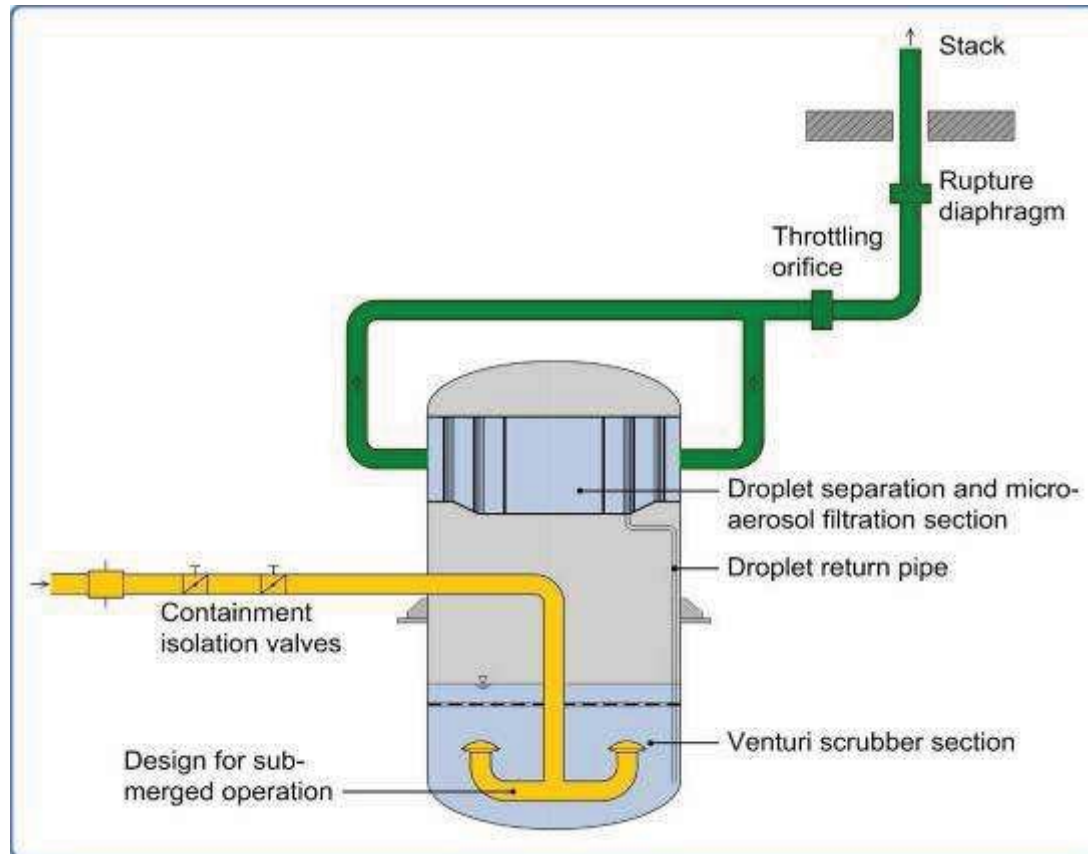 Stack
Rupture
diaphragm
Throttling
orifice
Droplet separation and micro-
aerosol filtration section
Droplet return pipe
Containment
isolation valves
Venturi scrubber section
Design for sub-
merged operation